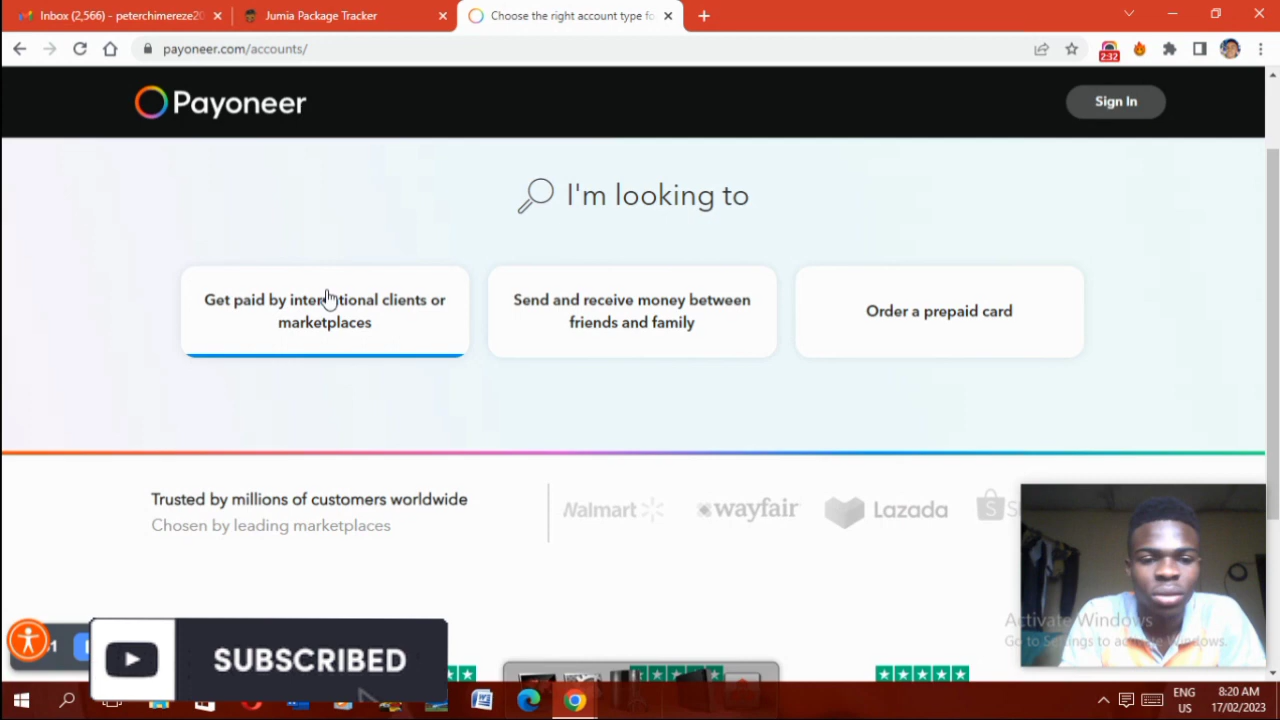 Inbox (2,566) - peterchimereze20
Jumia Package Tracker
Choose the right account type fo
payoneer.com/accounts/
2:32
Payoneer
Sign In
I'm looking to
Get paid by international clients or
marketplaces
Send and receive money between
friends and family
Order a prepaid card
Trusted by millions of customers worldwide
Chosen by leading marketplaces
Walmart
wayfair
Lazada
S
SUBSCRIBED
Activate Windows
Go to Settings to activate Windows.
ENG
US
8:20 AM
17/02/2023